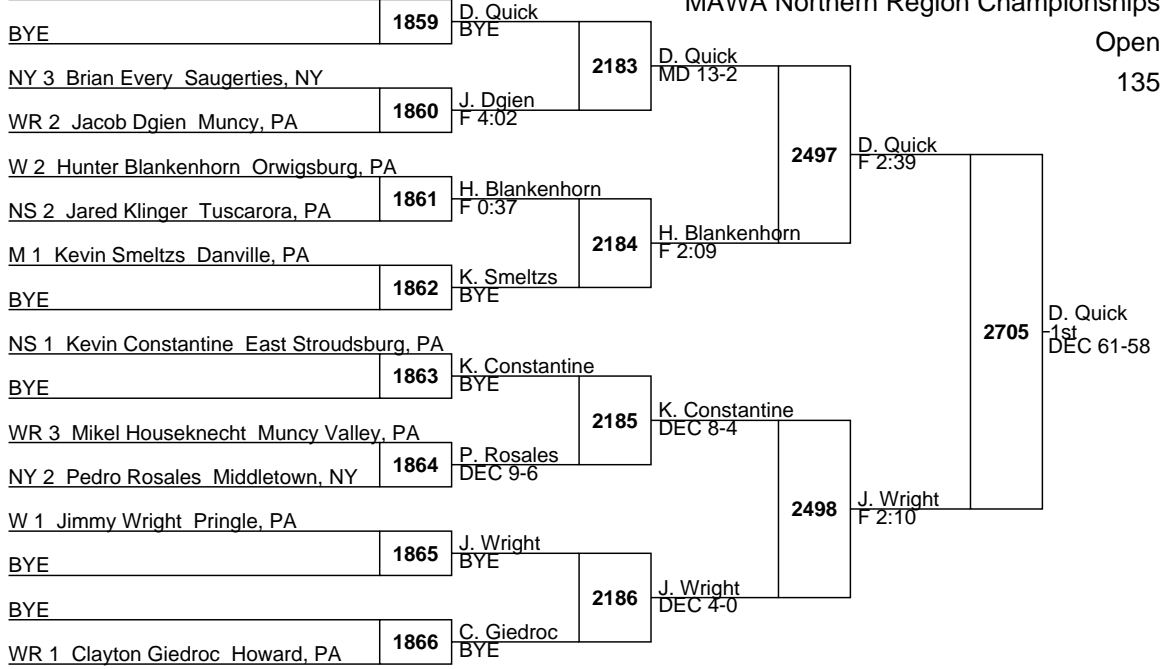 MAWA Northern Region Championships
Open
135
BYE
1859
D. Quick
BYE
NY 3 Brian Every Saugerties, NY
1860
J. Dgien
F 4:02
WR 2 Jacob Dgien Muncy, PA
2183
D. Quick
MD 13-2
W 2 Hunter Blankenhorn Orwigsburg, PA
1861
H. Blankenhorn
F 0:37
NS 2 Jared Klinger Tuscarora, PA
M 1 Kevin Smeltzs Danville, PA
1862
K. Smeltzs
BYE
BYE
2184
H. Blankenhorn
F 2:09
2497
D. Quick
F 2:39
NS 1 Kevin Constantine East Stroudsburg, PA
1863
K. Constantine
BYE
BYE
WR 3 Mikel Houseknecht Muncy Valley, PA
1864
P. Rosales
DEC 9-6
NY 2 Pedro Rosales Middletown, NY
2185
K. Constantine
DEC 8-4
W 1 Jimmy Wright Pringle, PA
1865
J. Wright
BYE
BYE
BYE
1866
C. Giedroc
BYE
WR 1 Clayton Giedroc Howard, PA
2186
J. Wright
DEC 4-0
2498
J. Wright
F 2:10
2705
D. Quick
1st
DEC 61-58